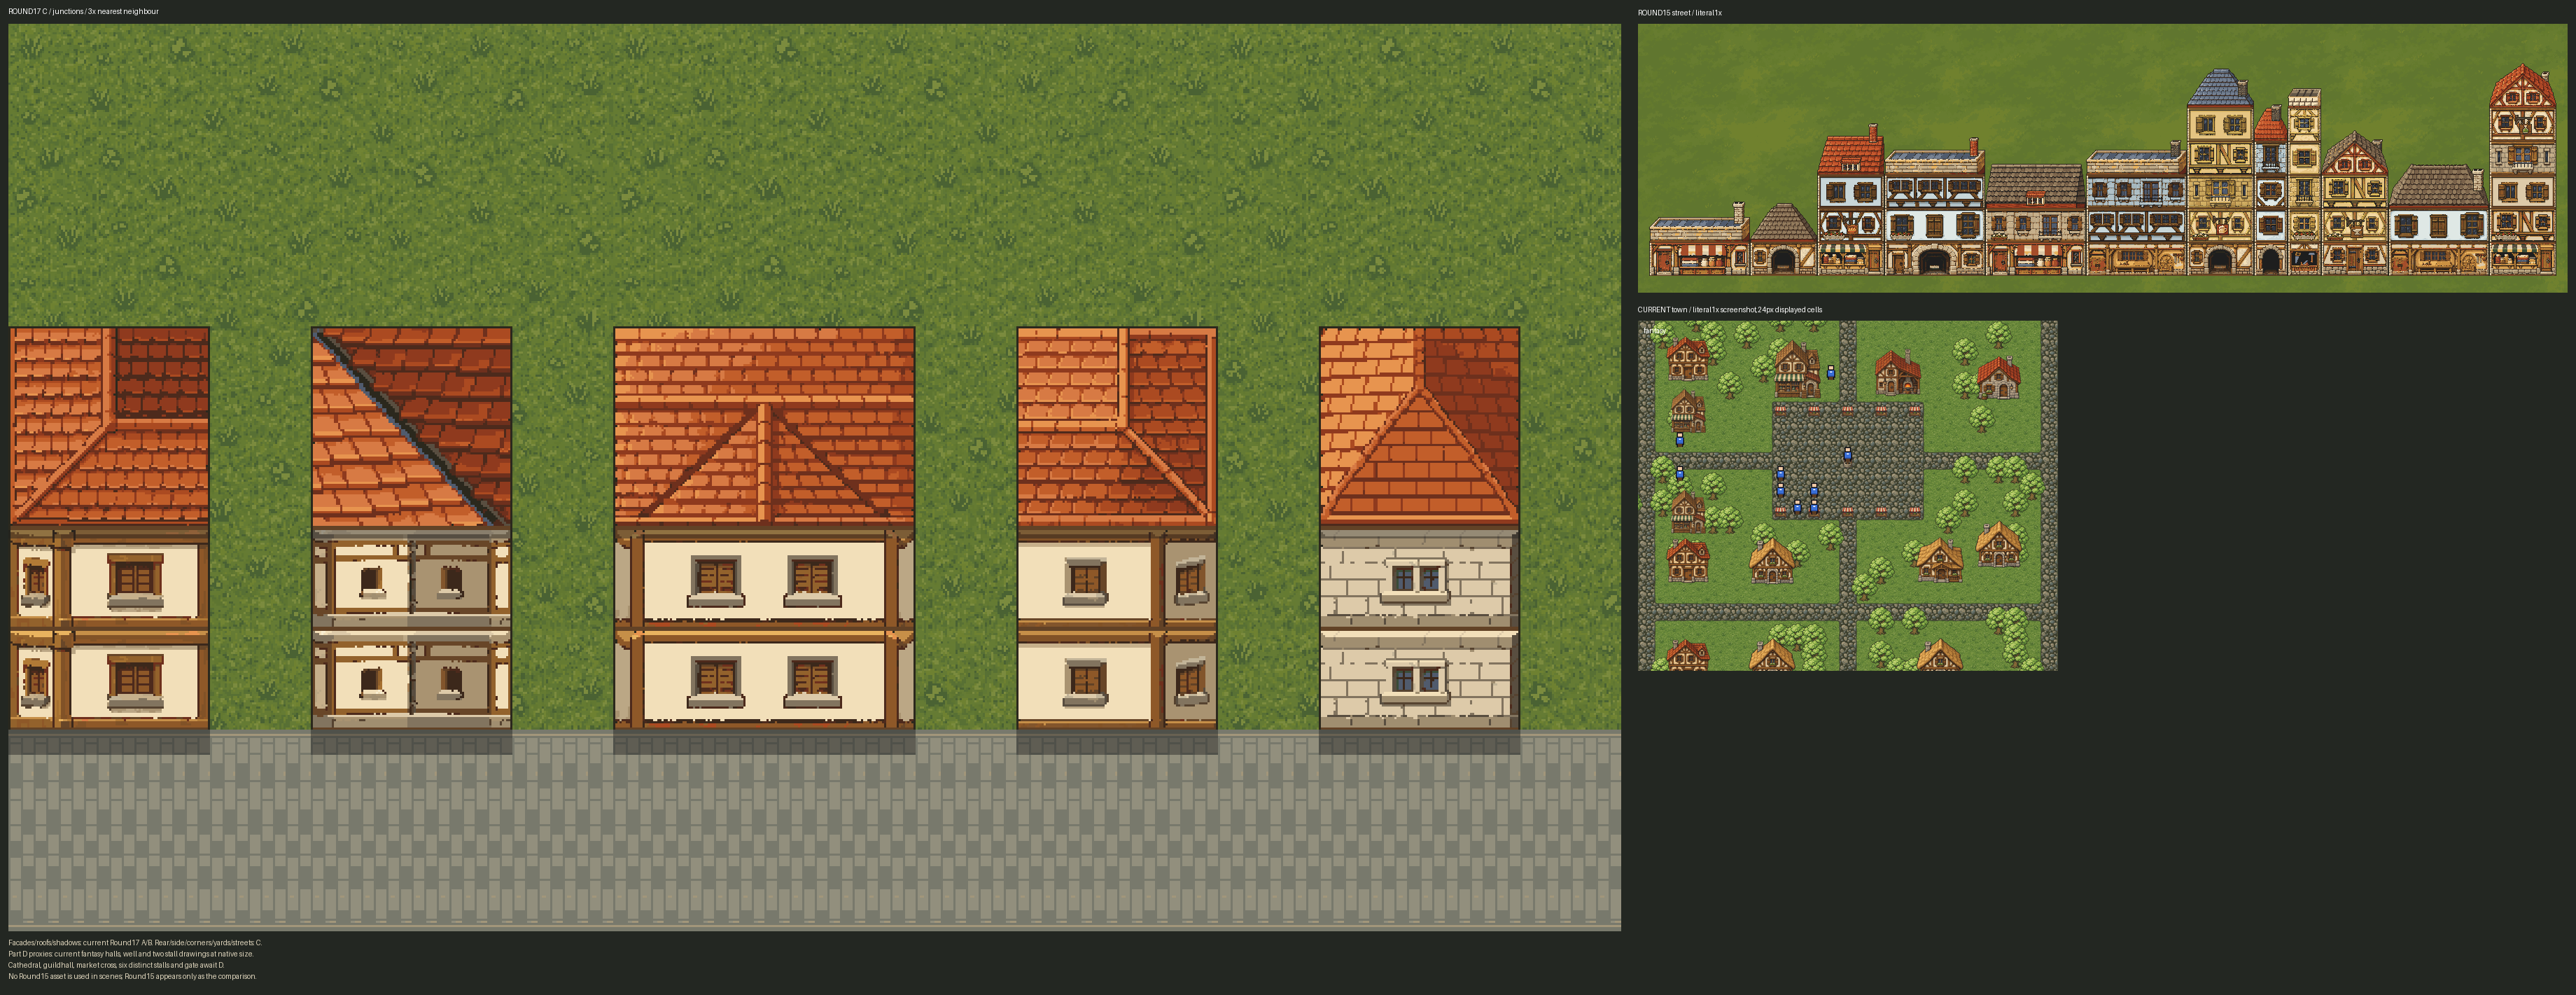 ROUND17 C / junctions / 3x nearest neighbour
ROUND15 street / literal 1x
CURRENT town / literal 1x screenshot, 24px displayed cells
fantasy
Facades/roofs/shadows: current Round17 A/B. Rear/side/corners/yards/streets: C.
Part D proxies: current fantasy halls, well and two stall drawings at native size.
Cathedral, guildhall, market cross, six distinct stalls and gate await D.
No Round15 asset is used in scenes; Round15 appears only as the comparison.